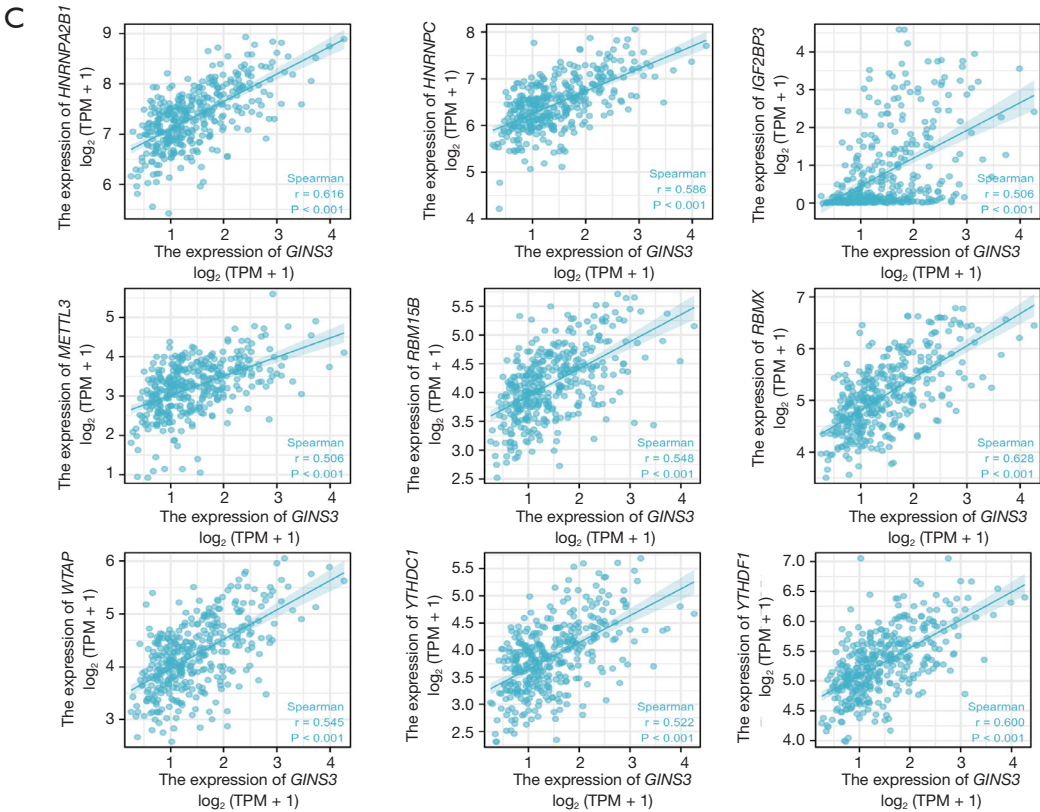 C
The expression of HNRNPA2B1
log₂ (TPM + 1)
9
8
7
6
Spearman
r = 0.616
P < 0.001
1 2 3 4
The expression of GINS3
log₂ (TPM + 1)
The expression of HNRNPC
log₂ (TPM + 1)
8
7
6
5
4
Spearman
r = 0.586
P < 0.001
1 2 3 4
The expression of GINS3
log₂ (TPM + 1)
The expression of IGF2BP3
log₂ (TPM + 1)
4
3
2
1
0
Spearman
r = 0.506
P < 0.001
1 2 3 4
The expression of GINS3
log₂ (TPM + 1)
The expression of METTL3
log₂ (TPM + 1)
5
4
3
2
1
Spearman
r = 0.506
P < 0.001
1 2 3 4
The expression of GINS3
log₂ (TPM + 1)
The expression of RBM15B
log₂ (TPM + 1)
5.5
5.0
4.5
4.0
3.5
3.0
2.5
Spearman
r = 0.548
P < 0.001
1 2 3 4
The expression of GINS3
log₂ (TPM + 1)
The expression of RBMX
log₂ (TPM + 1)
7
6
5
4
Spearman
r = 0.628
P < 0.001
1 2 3 4
The expression of GINS3
log₂ (TPM + 1)
The expression of WTAP
log₂ (TPM + 1)
6
5
4
3
Spearman
r = 0.545
P < 0.001
1 2 3 4
The expression of GINS3
log₂ (TPM + 1)
The expression of YTHDC1
log₂ (TPM + 1)
5.5
5.0
4.5
4.0
3.5
3.0
2.5
Spearman
r = 0.522
P < 0.001
1 2 3 4
The expression of GINS3
log₂ (TPM + 1)
The expression of YTHDF1
log₂ (TPM + 1)
7.0
6.5
6.0
5.5
5.0
4.5
4.0
Spearman
r = 0.600
P < 0.001
1 2 3 4
The expression of GINS3
log₂ (TPM + 1)